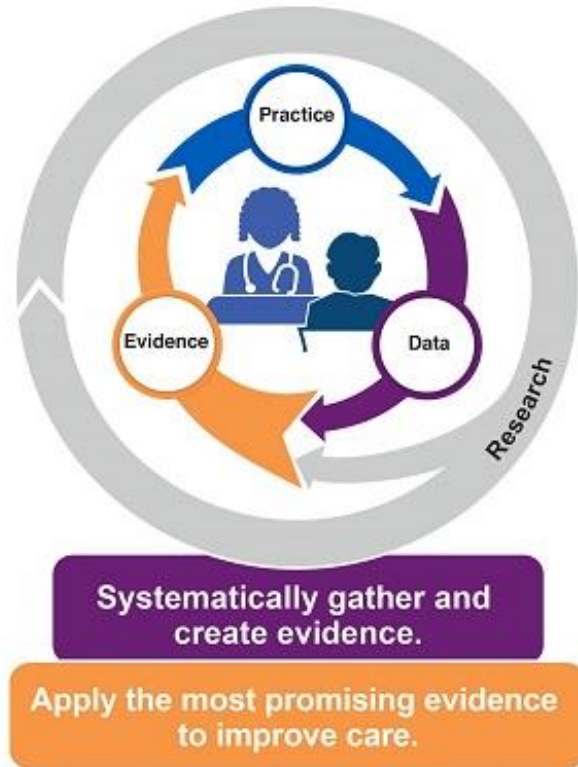 Practice
Evidence
Data
Research
Systematically gather and
create evidence.
Apply the most promising evidence
to improve care.